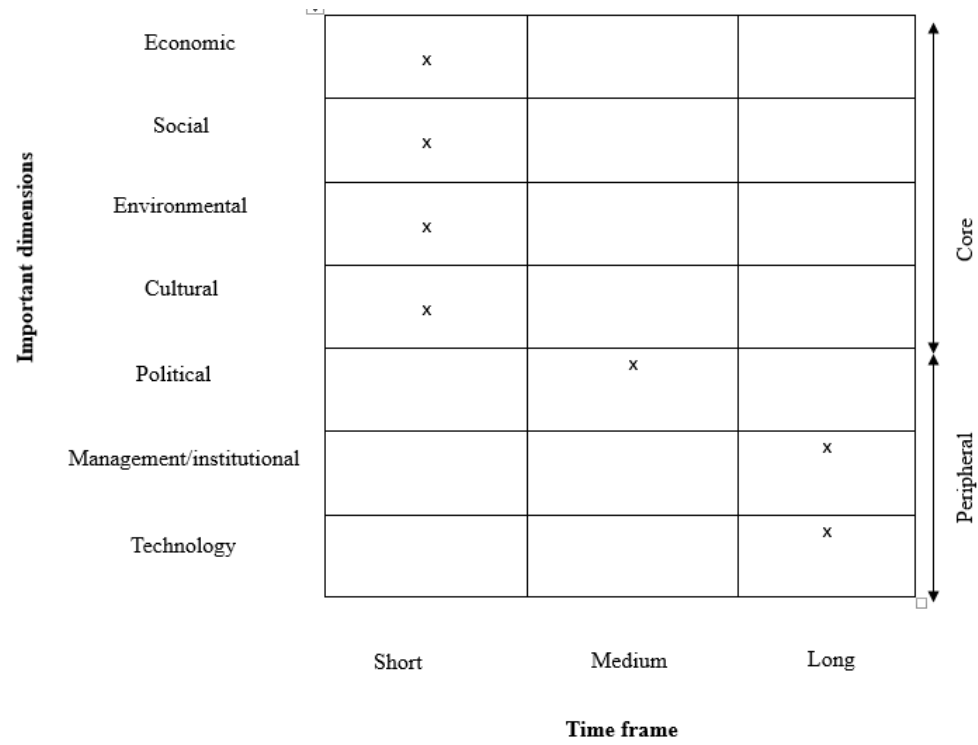 Economic
x
Social
x
Environmental
x
Cultural
x
Political
x
Management/institutional
x
Technology
x
Important dimensions
Core
Peripheral
Short
Medium
Long
Time frame